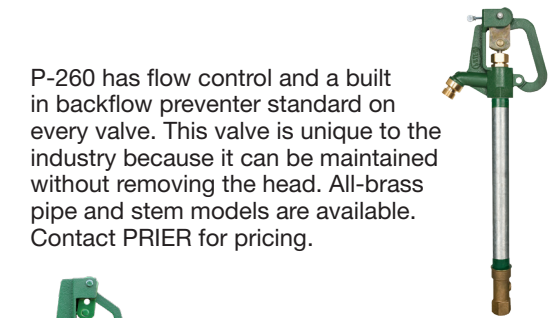 P-260 has flow control and a built
in backflow preventer standard on
every valve. This valve is unique to the
industry because it can be maintained
without removing the head. All-brass
pipe and stem models are available.
Contact PRIER for pricing.